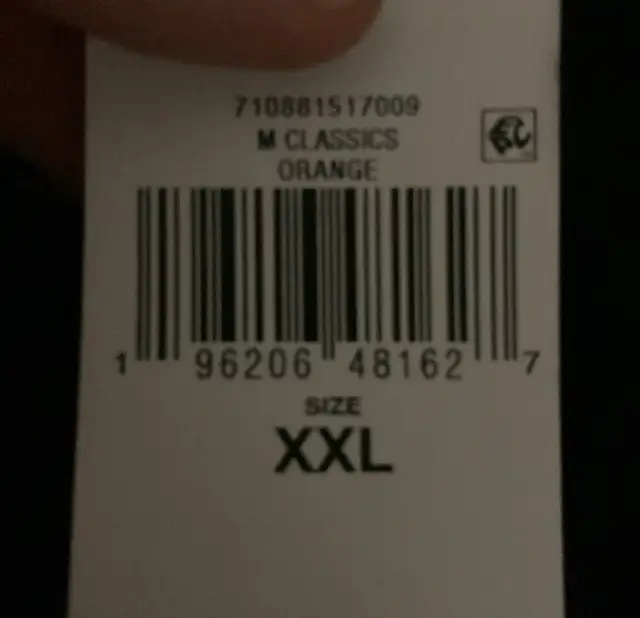 710881517009
M CLASSICS
ORANGE
1 96206 48162 7
SIZE
XXL